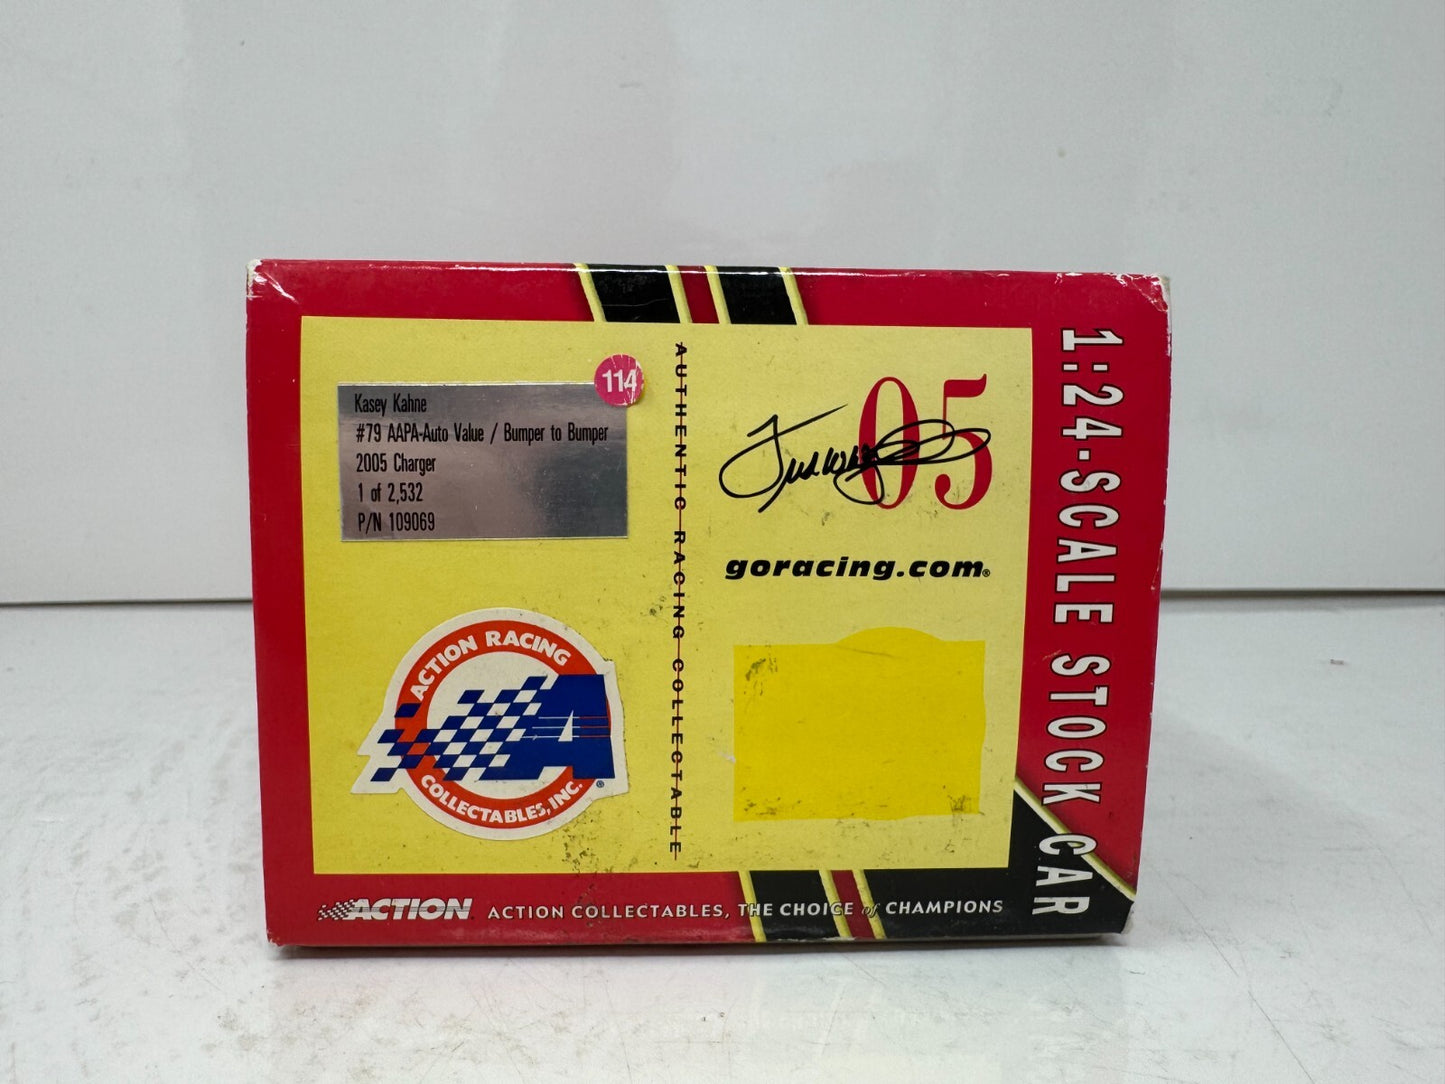 114
Kasey Kahne
#79 AAPA-Auto Value / Bumper to Bumper
2005 Charger
1 of 2,532
P/N 109069
ACTION RACING
COLLECTABLES, INC.
®
AUTHENTIC RACING COLLECTABLE
05
goracing.com®
1:24-SCALE STOCK CAR
ACTION
ACTION COLLECTABLES, THE CHOICE of CHAMPIONS